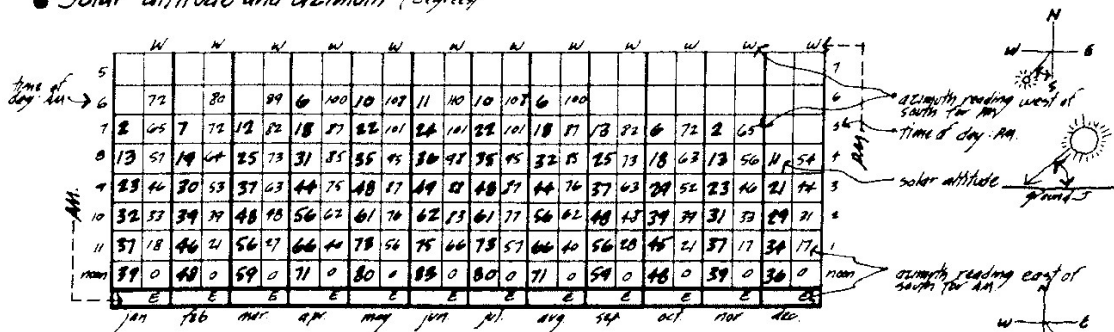 ● Solar altitude and azimuth (degrees)
N
W W W W W W W W W W W W
W E
S
5 7
time of day: AM.
6 72 80 89 6 100 10 108 11 110 10 108 6 100 6
azimuth reading west of south for PM
7 2 65 7 72 12 82 18 87 22 101 24 101 22 101 18 87 13 82 6 72 2 65 5
time of day: AM.
8 13 57 19 64 25 73 31 85 35 95 36 98 35 95 32 85 25 73 18 63 13 56 11 54 4
PM
solar altitude
9 23 46 30 53 37 63 44 75 48 87 49 88 48 87 44 76 37 63 29 52 23 46 21 44 3
ground
AM.
10 32 33 39 39 48 48 56 62 61 76 62 83 61 77 56 62 48 48 39 39 31 33 29 31 2
11 37 18 46 21 56 27 66 40 73 56 75 66 73 57 66 40 56 28 45 21 37 17 34 17 1
noon 39 0 48 0 59 0 71 0 80 0 83 0 80 0 71 0 59 0 48 0 39 0 36 0 noon
azimuth reading east of south for AM.
E E E E E E E E E E E E
N
jan feb mar. apr. may jun. jul. aug sep oct. nov dec.
W E